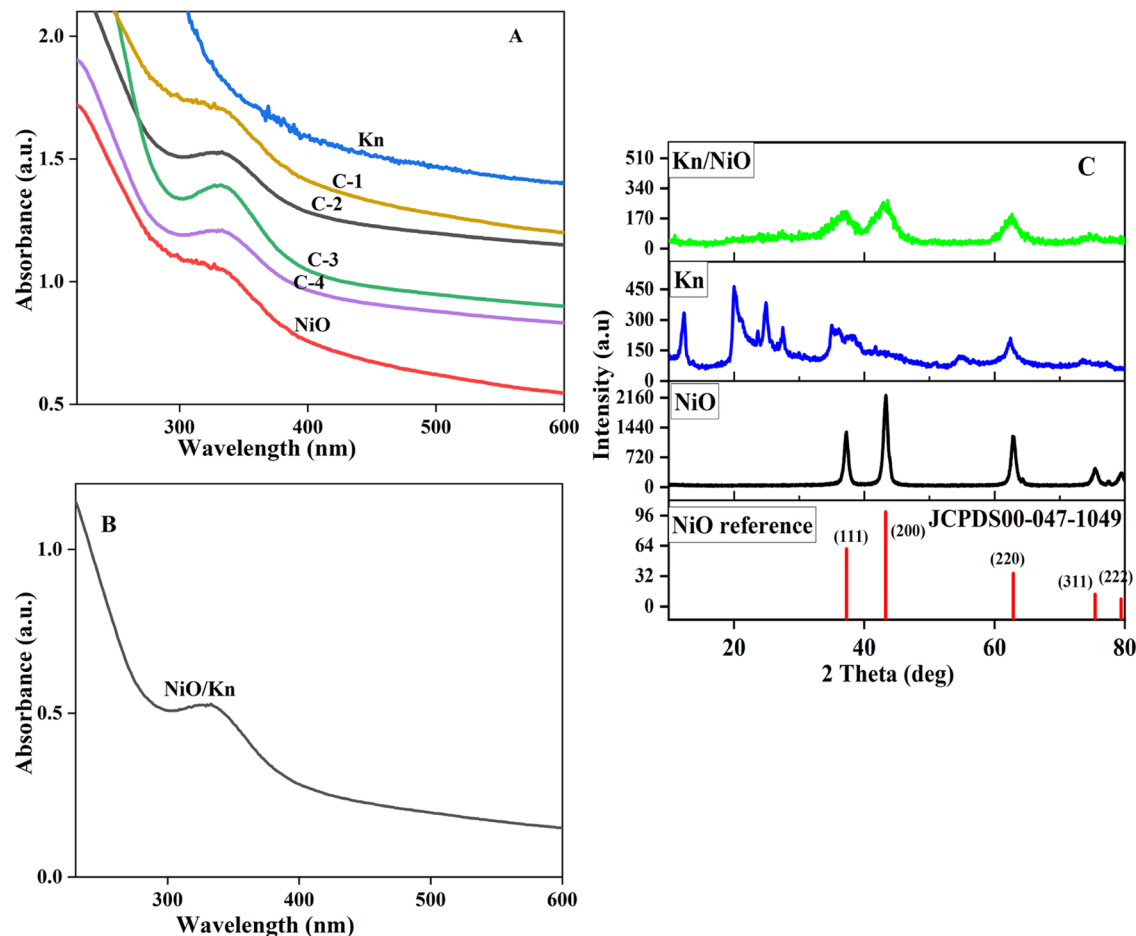 A
2.0
1.5
1.0
0.5
Absorbance (a.u.)
Kn
C-1
C-2
C-3
C-4
NiO
300
400
500
600
Wavelength (nm)
B
1.0
0.5
0.0
Absorbance (a.u.)
NiO/Kn
300
400
500
600
Wavelength (nm)
Kn/NiO
C
510
340
170
0
Kn
450
300
150
0
Intensity (a.u)
NiO
2160
1440
720
0
NiO reference
JCPDS00-047-1049
96
64
32
0
(111)
(200)
(220)
(311)
(222)
20
40
60
80
2 Theta (deg)